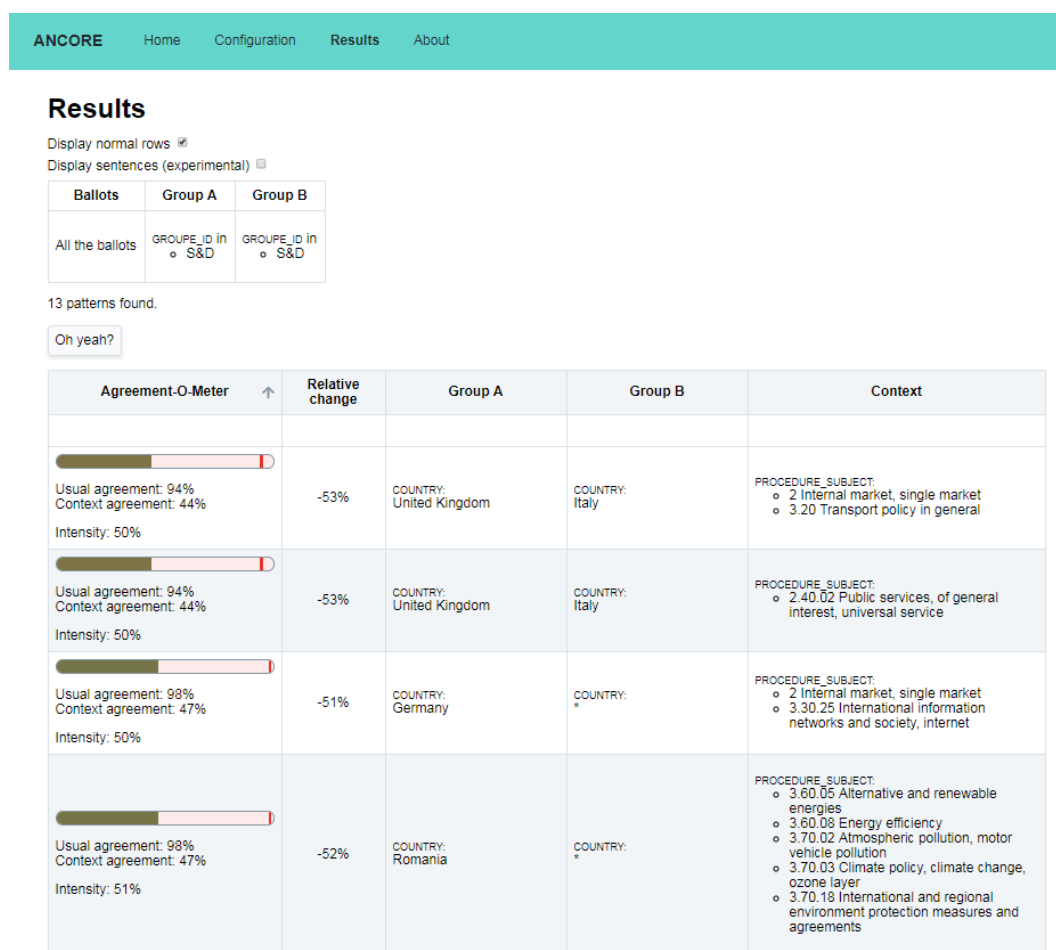 ANCORE Home Configuration Results About
Results
Display normal rows
Display sentences (experimental)
Ballots Group A Group B
All the ballots
GROUPE_ID in
S&D
GROUPE_ID in
S&D
13 patterns found.
Oh yeah?
Agreement-O-Meter
Relative
change
Group A
Group B
Context
Usual agreement: 94%
Context agreement: 44%
Intensity: 50%
-53%
COUNTRY:
United Kingdom
COUNTRY:
Italy
PROCEDURE_SUBJECT:
2 Internal market, single market
3.20 Transport policy in general
Usual agreement: 94%
Context agreement: 44%
Intensity: 50%
-53%
COUNTRY:
United Kingdom
COUNTRY:
Italy
PROCEDURE_SUBJECT:
2.40.02 Public services, of general
interest, universal service
Usual agreement: 98%
Context agreement: 47%
Intensity: 50%
-51%
COUNTRY:
Germany
COUNTRY:
*
PROCEDURE_SUBJECT:
2 Internal market, single market
3.30.25 International information
networks and society, internet
Usual agreement: 98%
Context agreement: 47%
Intensity: 51%
-52%
COUNTRY:
Romania
COUNTRY:
*
PROCEDURE_SUBJECT:
3.60.05 Alternative and renewable
energies
3.60.08 Energy efficiency
3.70.02 Atmospheric pollution, motor
vehicle pollution
3.70.03 Climate policy, climate change,
ozone layer
3.70.18 International and regional
environment protection measures and
agreements